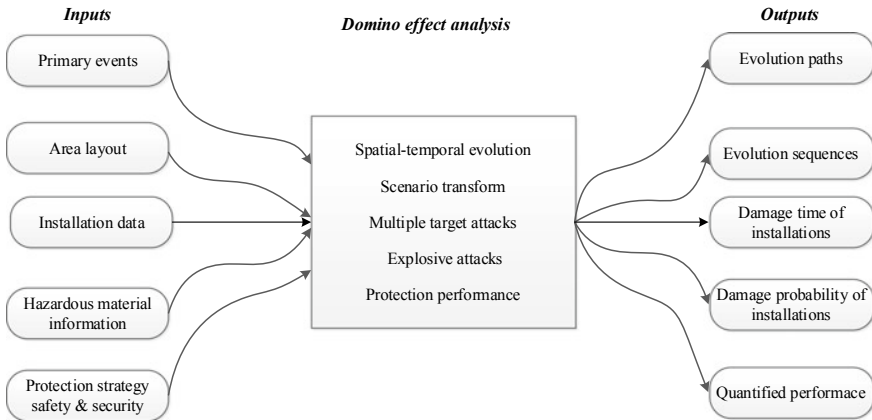 Inputs
Domino effect analysis
Outputs
Primary events
Area layout
Installation data
Hazardous material
information
Protection strategy
safety & security
Spatial-temporal evolution
Scenario transform
Multiple target attacks
Explosive attacks
Protection performance
Evolution paths
Evolution sequences
Damage time of
installations
Damage probability of
installations
Quantified performace